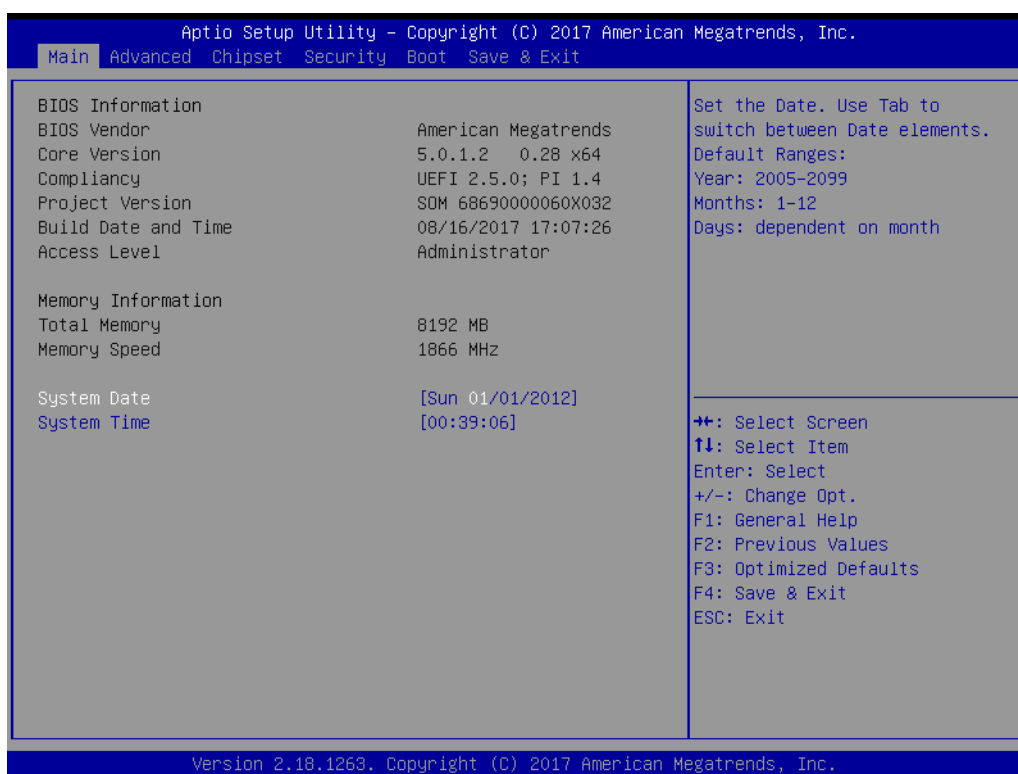 Aptio Setup Utility – Copyright (C) 2017 American Megatrends, Inc.
Main Advanced Chipset Security Boot Save & Exit
BIOS Information
BIOS Vendor American Megatrends
Core Version 5.0.1.2 0.28 x64
Compliancy UEFI 2.5.0; PI 1.4
Project Version SOM 68690000060X032
Build Date and Time 08/16/2017 17:07:26
Access Level Administrator
Memory Information
Total Memory 8192 MB
Memory Speed 1866 MHz
System Date [Sun 01/01/2012]
System Time [00:39:06]
Set the Date. Use Tab to
switch between Date elements.
Default Ranges:
Year: 2005-2099
Months: 1-12
Days: dependent on month
→←: Select Screen
↑↓: Select Item
Enter: Select
+/-: Change Opt.
F1: General Help
F2: Previous Values
F3: Optimized Defaults
F4: Save & Exit
ESC: Exit
Version 2.18.1263. Copyright (C) 2017 American Megatrends, Inc.